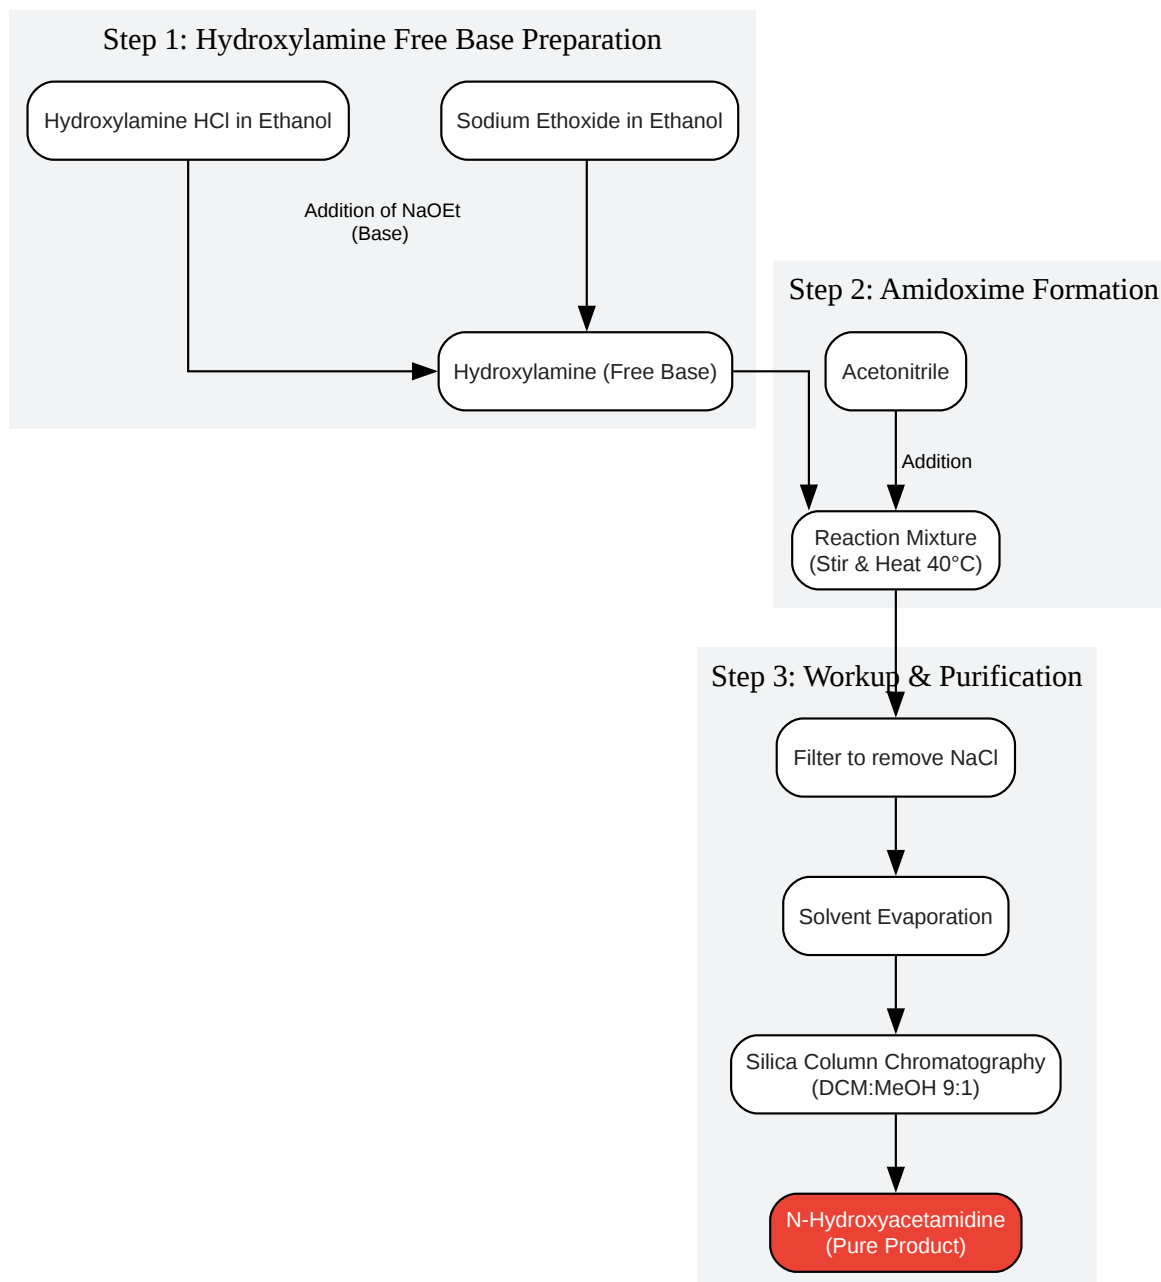 Step 1: Hydroxylamine Free Base Preparation
Hydroxylamine HCl in Ethanol
Sodium Ethoxide in Ethanol
Addition of NaOEt
(Base)
Hydroxylamine (Free Base)
Step 2: Amidoxime Formation
Acetonitrile
Addition
Reaction Mixture
(Stir & Heat 40°C)
Step 3: Workup & Purification
Filter to remove NaCl
Solvent Evaporation
Silica Column Chromatography
(DCM:MeOH 9:1)
N-Hydroxyacetamidine
(Pure Product)